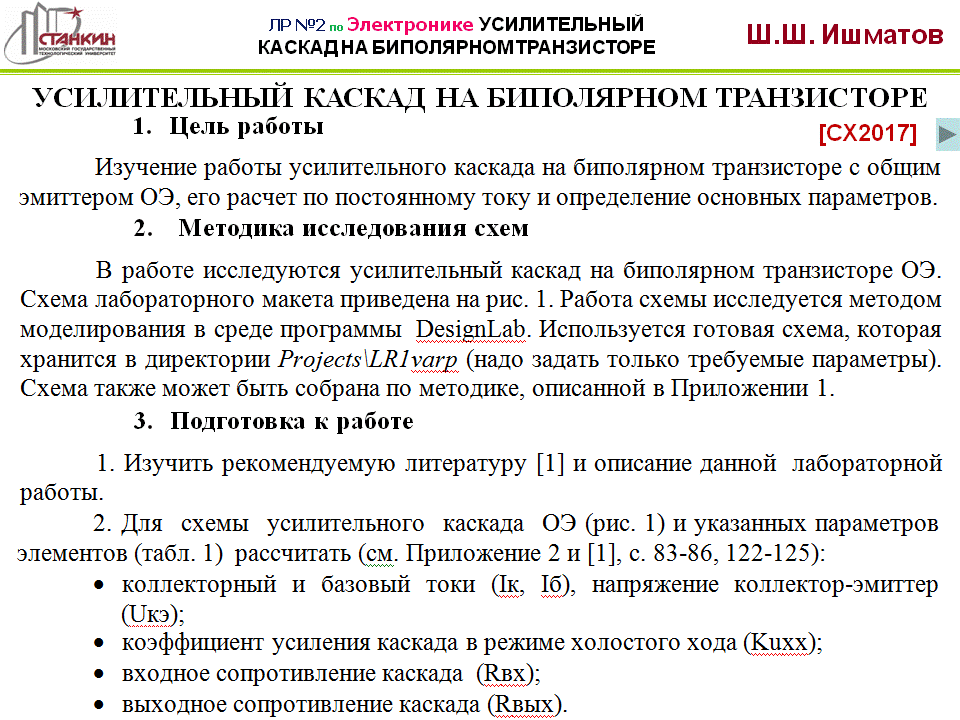 СТАНКИН
МОСКОВСКИЙ ГОСУДАРСТВЕННЫЙ
ТЕХНОЛОГИЧЕСКИЙ УНИВЕРСИТЕТ
ЛР №2 по Электронике УСИЛИТЕЛЬНЫЙ
КАСКАД НА БИПОЛЯРНОМ ТРАНЗИСТОРЕ
Ш.Ш. Ишматов
УСИЛИТЕЛЬНЫЙ КАСКАД НА БИПОЛЯРНОМ ТРАНЗИСТОРЕ
1. Цель работы
[СХ2017]
Изучение работы усилительного каскада на биполярном транзисторе с общим
эмиттером ОЭ, его расчет по постоянному току и определение основных параметров.
2. Методика исследования схем
В работе исследуются усилительный каскад на биполярном транзисторе ОЭ.
Схема лабораторного макета приведена на рис. 1. Работа схемы исследуется методом
моделирования в среде программы DesignLab. Используется готовая схема, которая
хранится в директории Projects\LR1varp (надо задать только требуемые параметры).
Схема также может быть собрана по методике, описанной в Приложении 1.
3. Подготовка к работе
1. Изучить рекомендуемую литературу [1] и описание данной лабораторной
работы.
2. Для схемы усилительного каскада ОЭ (рис. 1) и указанных параметров
элементов (табл. 1) рассчитать (см. Приложение 2 и [1], с. 83-86, 122-125):
• коллекторный и базовый токи (Iк, Iб), напряжение коллектор-эмиттер
(Uкэ);
• коэффициент усиления каскада в режиме холостого хода (Kuхх);
• входное сопротивление каскада (Rвх);
• выходное сопротивление каскада (Rвых).